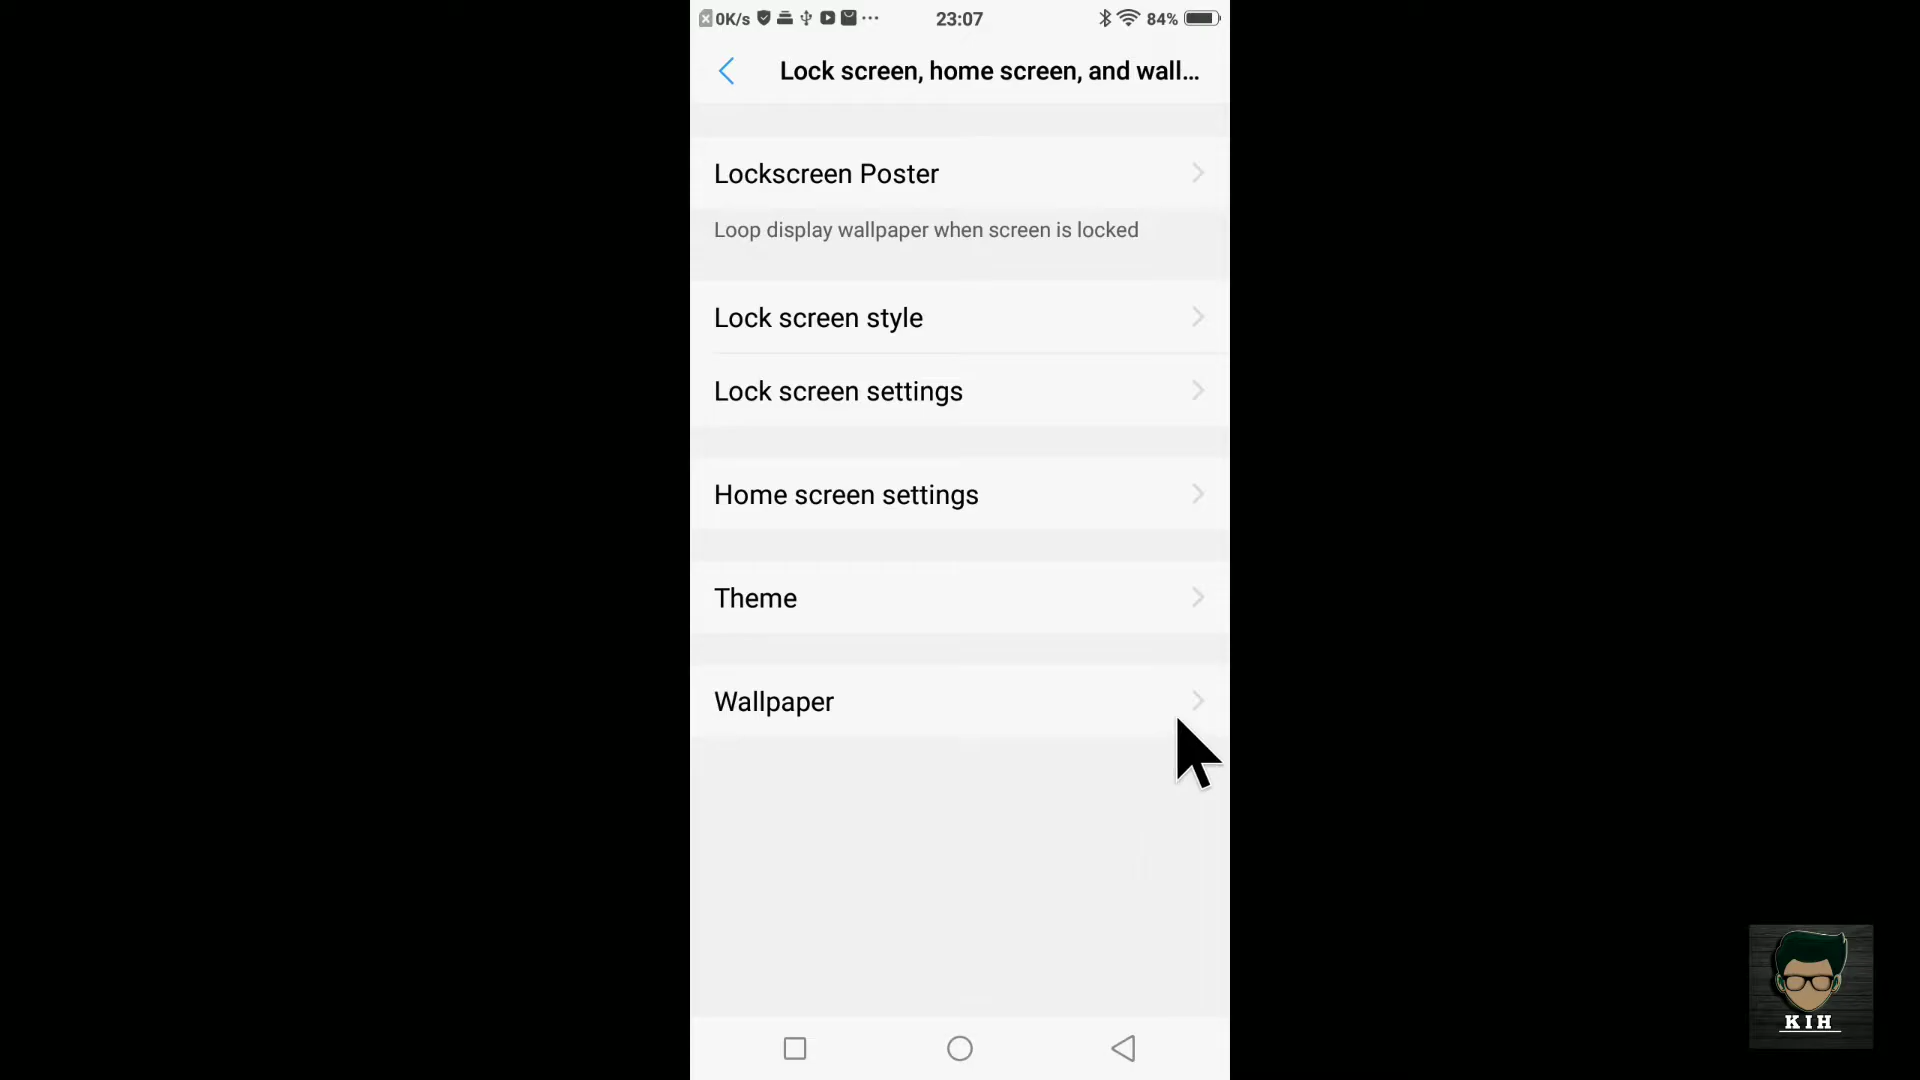 0K/s 23:07 84%
Lock screen, home screen, and wall...
Lockscreen Poster
Loop display wallpaper when screen is locked
Lock screen style
Lock screen settings
Home screen settings
Theme
Wallpaper
KIH